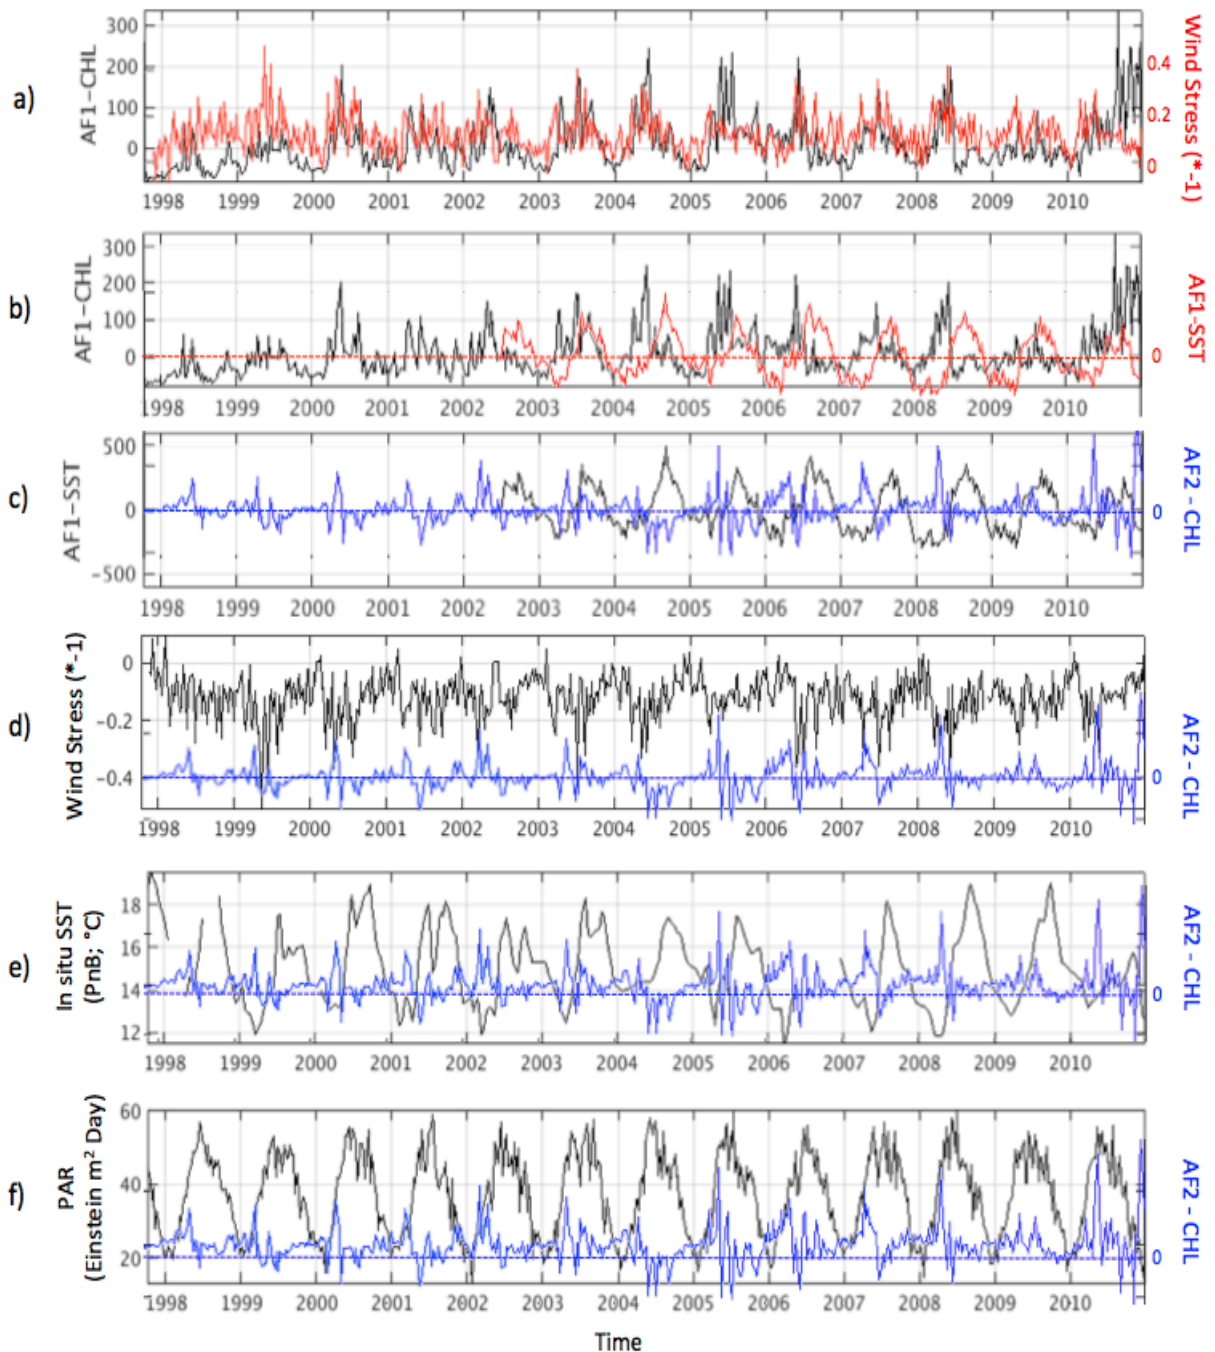 a)
AF1-CHL
300
200
100
0
0.4
0.2
0
Wind Stress (*-1)
1998 1999 2000 2001 2002 2003 2004 2005 2006 2007 2008 2009 2010
b)
AF1-CHL
300
200
100
0
0
AF1-SST
1998 1999 2000 2001 2002 2003 2004 2005 2006 2007 2008 2009 2010
c)
AF1-SST
500
0
-500
0
AF2 - CHL
1998 1999 2000 2001 2002 2003 2004 2005 2006 2007 2008 2009 2010
d)
Wind Stress (*-1)
0
-0.2
-0.4
0
AF2 - CHL
1998 1999 2000 2001 2002 2003 2004 2005 2006 2007 2008 2009 2010
e)
In situ SST
(PnB; °C)
18
16
14
12
0
AF2 - CHL
1998 1999 2000 2001 2002 2003 2004 2005 2006 2007 2008 2009 2010
f)
PAR
(Einstein m² Day)
60
40
20
0
AF2 - CHL
1998 1999 2000 2001 2002 2003 2004 2005 2006 2007 2008 2009 2010
Time